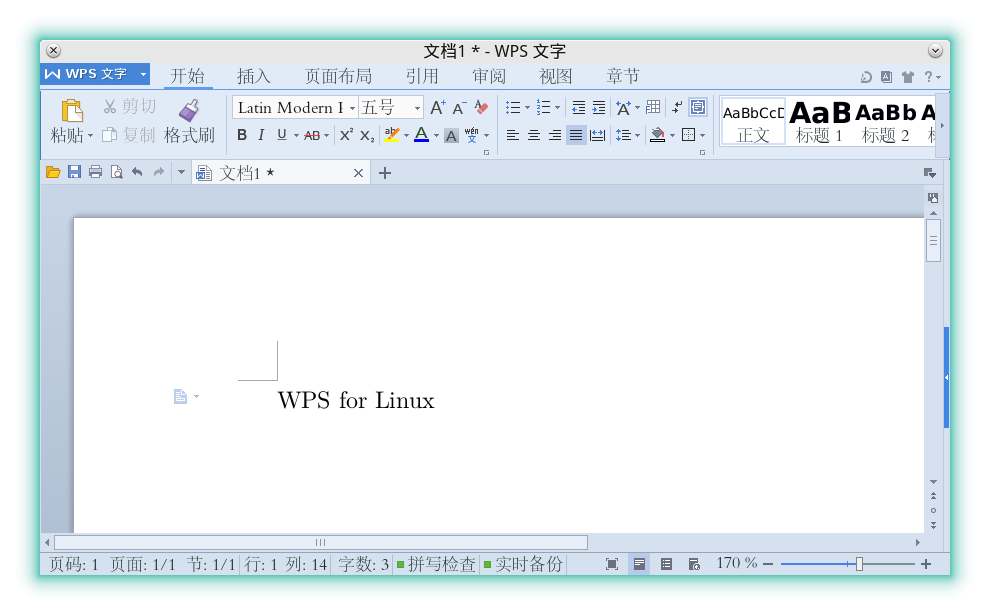 文档1 * - WPS 文字
WPS 文字 开始 插入 页面布局 引用 审阅 视图 章节
剪切 Latin Modern 五号
粘贴 复制 格式刷 B I U AB X² X₂ ab A A wén
AaBbCcD AaB AaBb A
正文 标题 1 标题 2
文档1 *
WPS for Linux
页码: 1 页面: 1/1 节: 1/1 行: 1 列: 14 字数: 3 拼写检查 实时备份 170 %